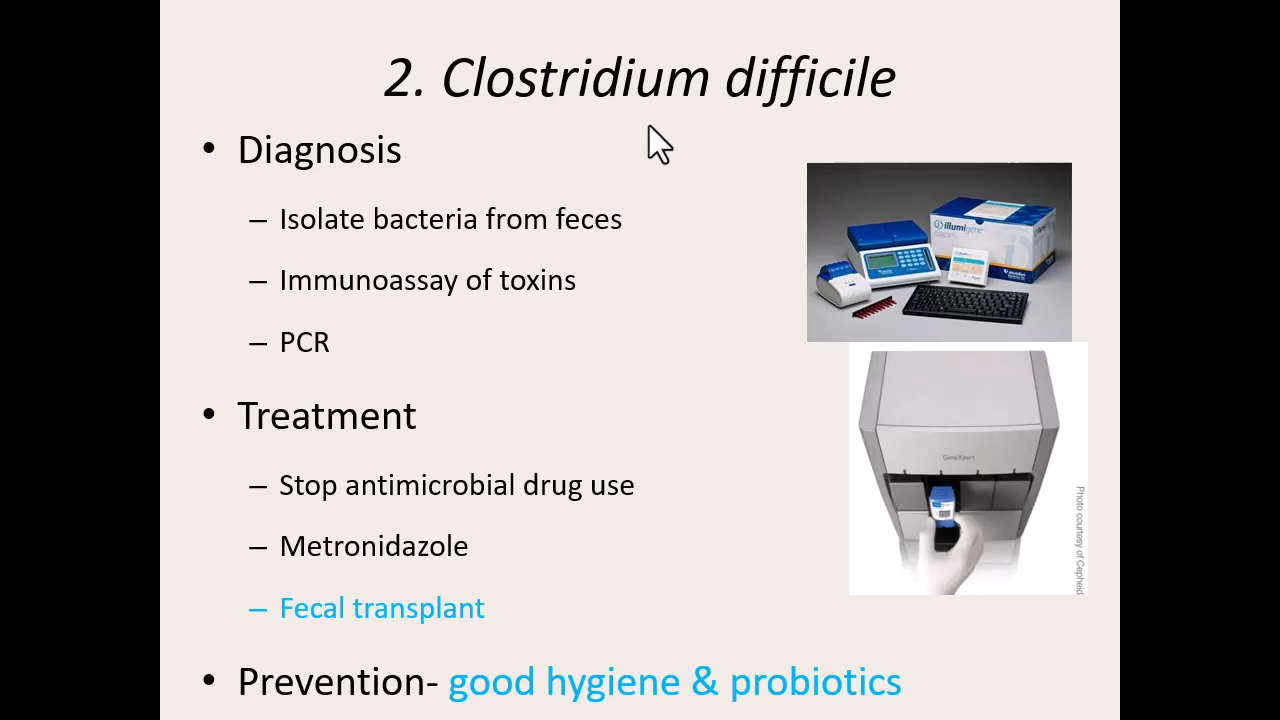 2. Clostridium difficile
• Diagnosis
– Isolate bacteria from feces
– Immunoassay of toxins
– PCR
• Treatment
– Stop antimicrobial drug use
– Metronidazole
– Fecal transplant
• Prevention- good hygiene & probiotics
illumigene
GeneXpert
Photo courtesy of Cepheid